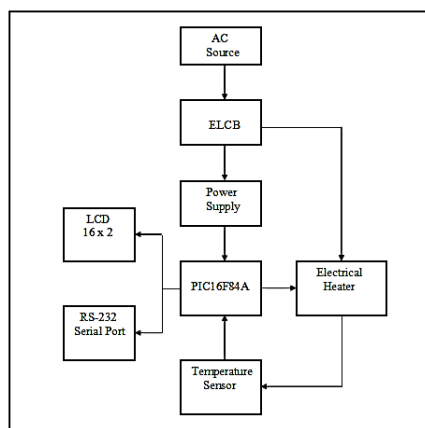 AC
Source
ELCB
Power
Supply
LCD
16 x 2
PIC16F84A
Electrical
Heater
RS-232
Serial Port
Temperature
Sensor